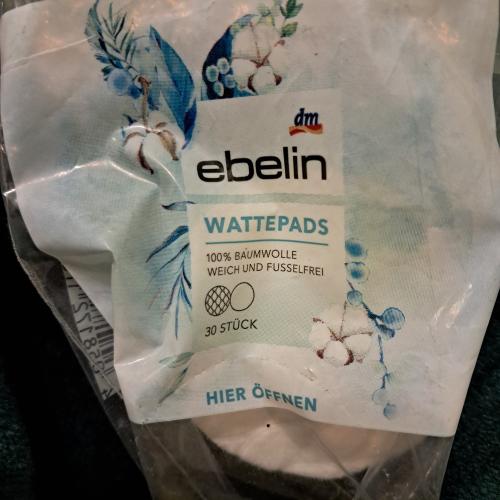 dm
ebelin
WATTEPADS
100% BAUMWOLLE
WEICH UND FUSSELFREI
30 STÜCK
HIER ÖFFNEN